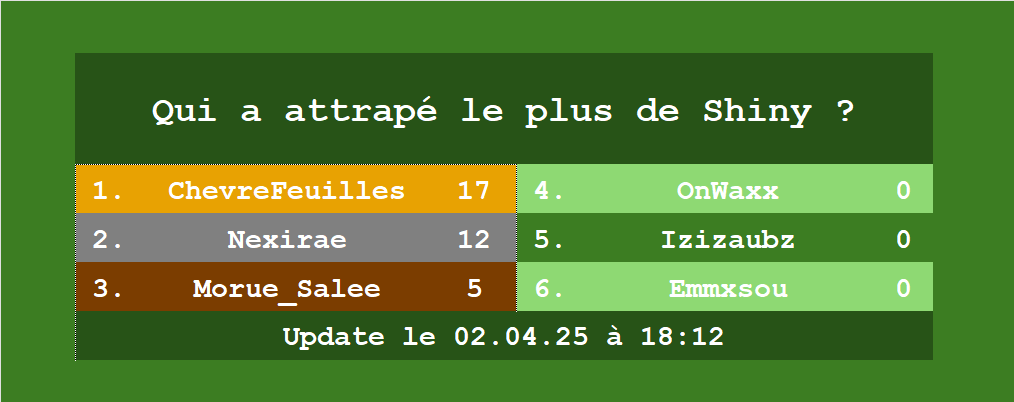 Qui a attrapé le plus de Shiny ?
1. ChevreFeuilles 17
2. Nexirae 12
3. Morue_Salee 5
4. OnWaxx 0
5. Izizaubz 0
6. Emmxsou 0
Update le 02.04.25 à 18:12